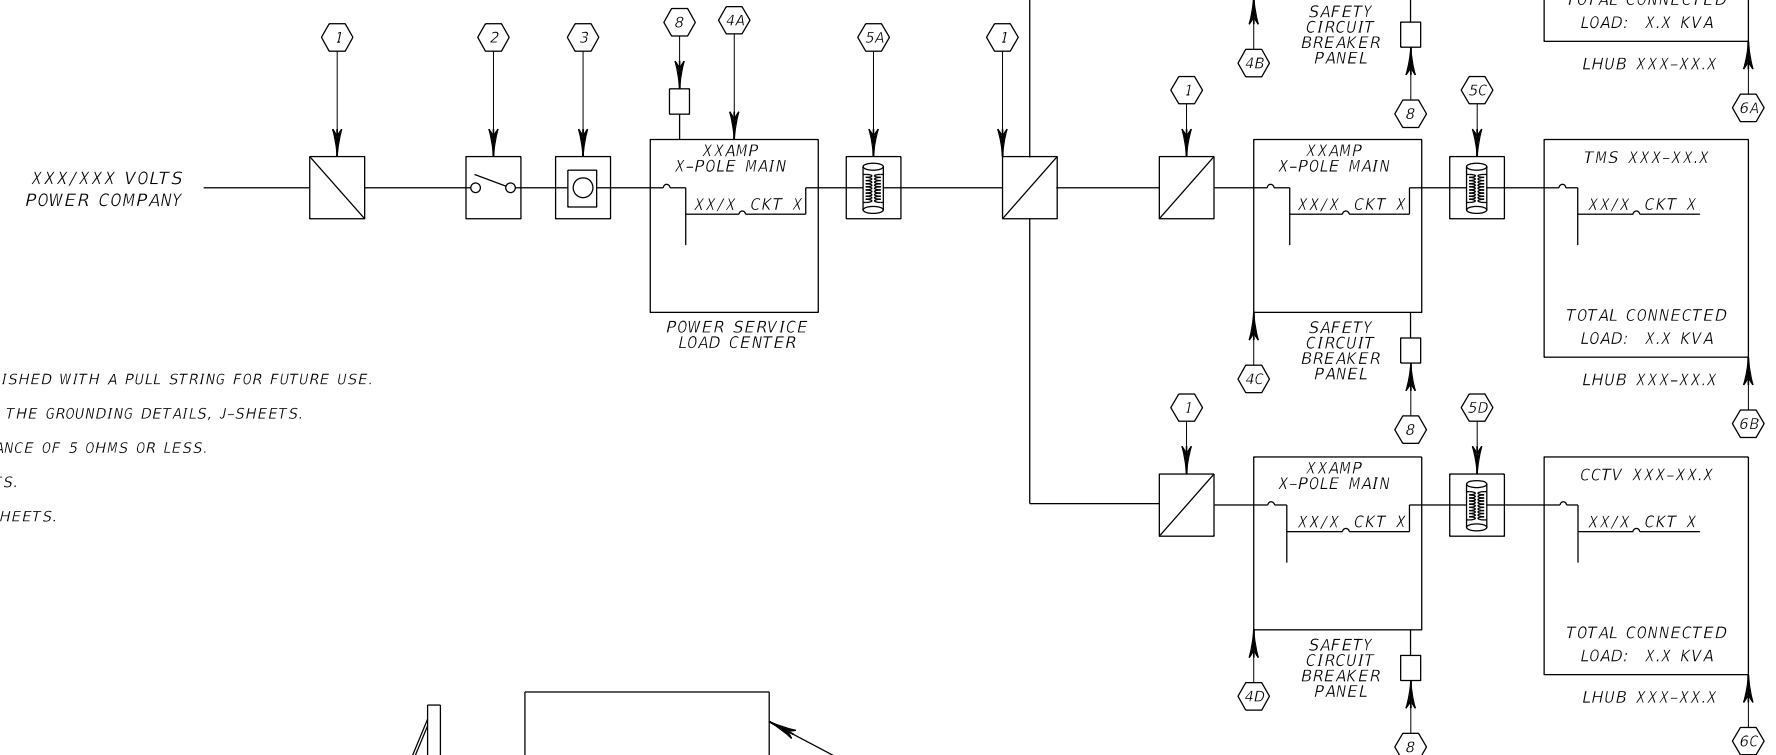 TOTAL CONNECTED
LOAD: X.X KVA
LHUB XXX-XX.X
6A
SAFETY
CIRCUIT
BREAKER
PANEL
4B
8
1
2
3
8
4A
5A
1
1
5C
XXX/XXX VOLTS
POWER COMPANY
XXAMP
X-POLE MAIN
XX/X CKT X
POWER SERVICE
LOAD CENTER
XXAMP
X-POLE MAIN
XX/X CKT X
SAFETY
CIRCUIT
BREAKER
PANEL
4C
8
TMS XXX-XX.X
XX/X CKT X
TOTAL CONNECTED
LOAD: X.X KVA
LHUB XXX-XX.X
6B
ISHED WITH A PULL STRING FOR FUTURE USE.
THE GROUNDING DETAILS, J-SHEETS.
ANCE OF 5 OHMS OR LESS.
TS.
HEETS.
1
5D
XXAMP
X-POLE MAIN
XX/X CKT X
SAFETY
CIRCUIT
BREAKER
PANEL
4D
8
CCTV XXX-XX.X
XX/X CKT X
TOTAL CONNECTED
LOAD: X.X KVA
LHUB XXX-XX.X
6C